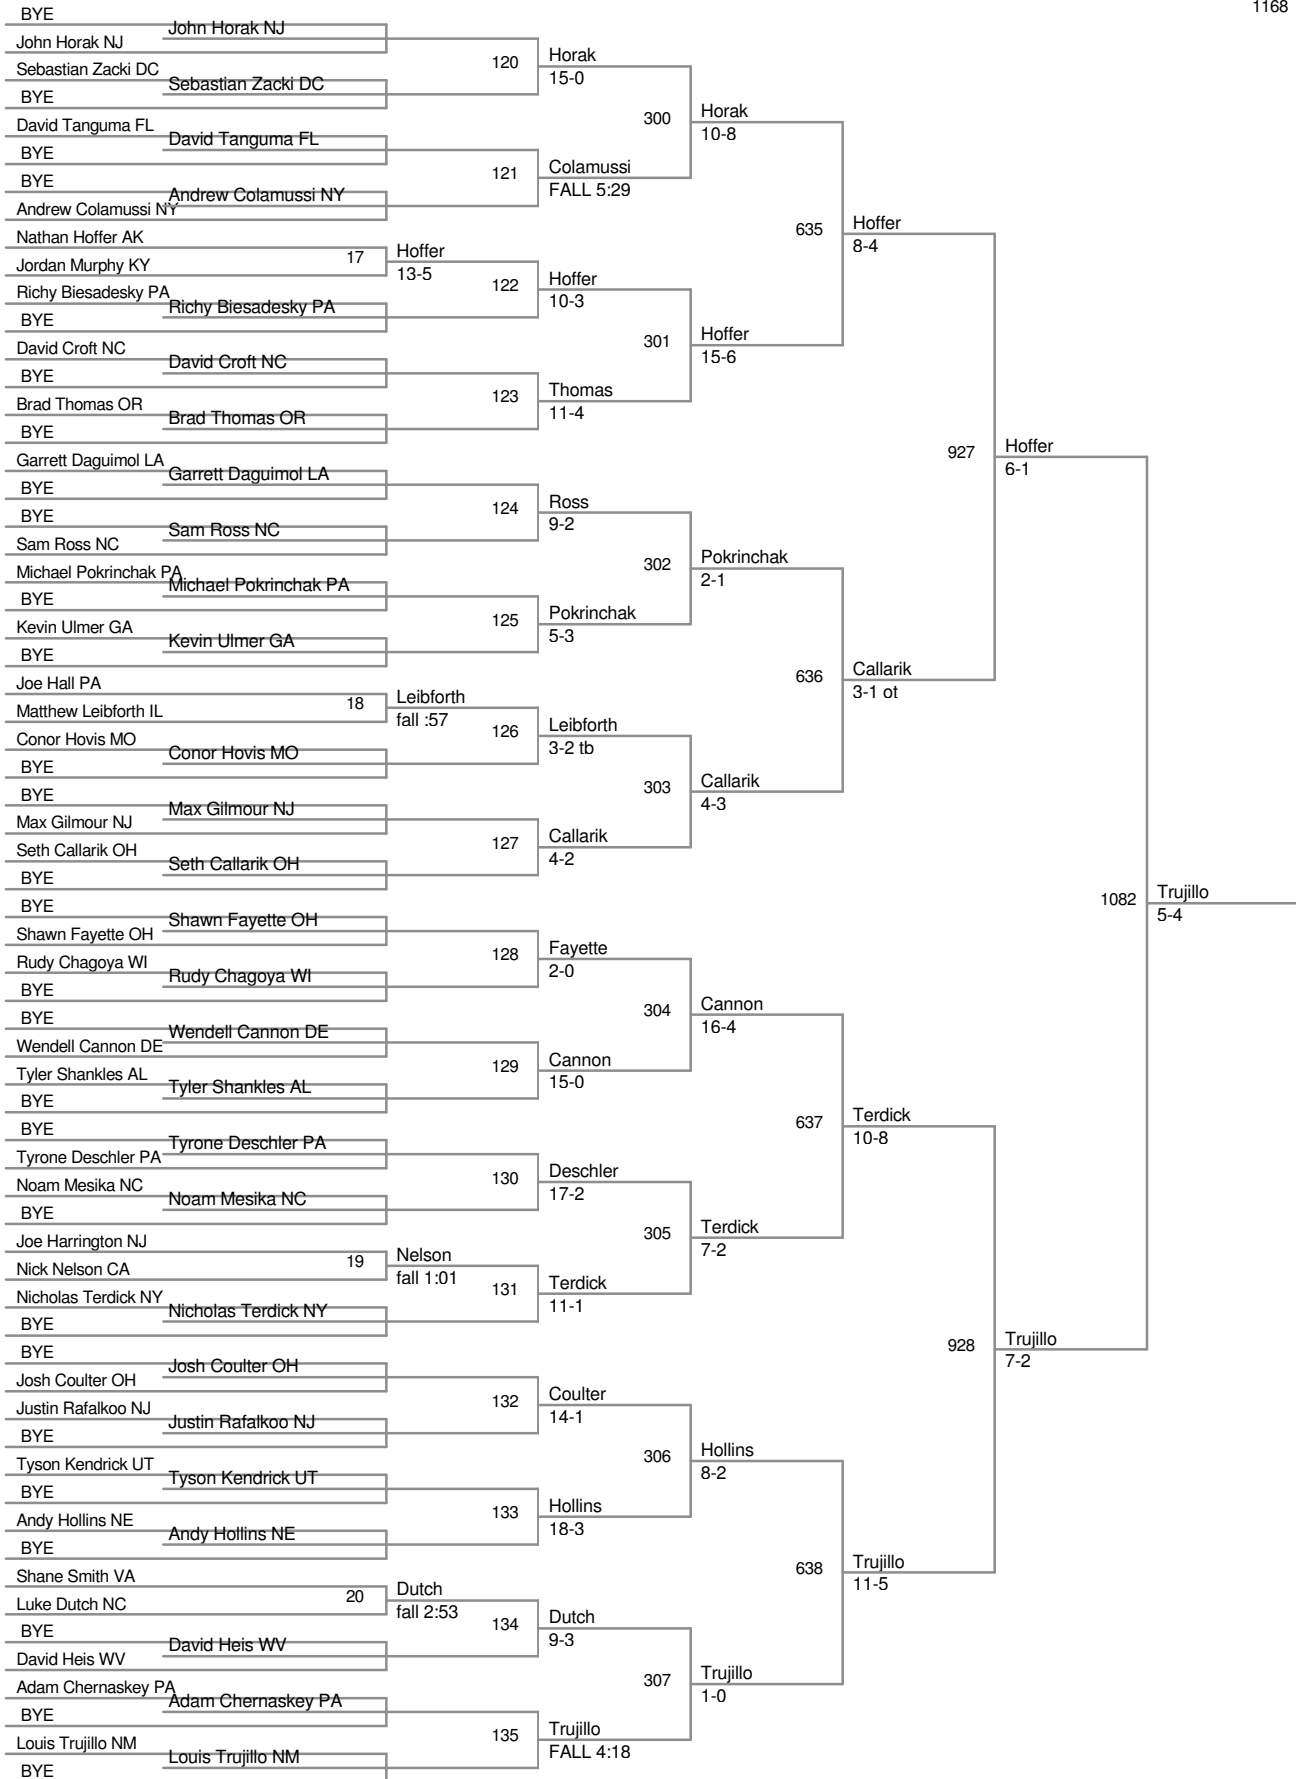 1168
BYE
John Horak NJ
John Horak NJ
120
Horak
15-0
Sebastian Zacki DC
Sebastian Zacki DC
BYE
300
Horak
10-8
David Tanguma FL
David Tanguma FL
BYE
121
Colamussi
FALL 5:29
BYE
Andrew Colamussi NY
Andrew Colamussi NY
635
Hoffer
8-4
Nathan Hoffer AK
17
Hoffer
13-5
Jordan Murphy KY
122
Hoffer
10-3
Richy Biesadesky PA
Richy Biesadesky PA
BYE
301
Hoffer
15-6
David Croft NC
David Croft NC
BYE
123
Thomas
11-4
Brad Thomas OR
Brad Thomas OR
BYE
927
Hoffer
6-1
Garrett Daguimol LA
Garrett Daguimol LA
BYE
124
Ross
9-2
BYE
Sam Ross NC
Sam Ross NC
302
Pokrinchak
2-1
Michael Pokrinchak PA
Michael Pokrinchak PA
BYE
125
Pokrinchak
5-3
Kevin Ulmer GA
Kevin Ulmer GA
BYE
636
Callarik
3-1 ot
Joe Hall PA
18
Leibforth
fall :57
Matthew Leibforth IL
126
Leibforth
3-2 tb
Conor Hovis MO
Conor Hovis MO
BYE
303
Callarik
4-3
BYE
Max Gilmour NJ
Max Gilmour NJ
127
Callarik
4-2
Seth Callarik OH
Seth Callarik OH
BYE
1082
Trujillo
5-4
BYE
Shawn Fayette OH
Shawn Fayette OH
128
Fayette
2-0
Rudy Chagoya WI
Rudy Chagoya WI
BYE
304
Cannon
16-4
BYE
Wendell Cannon DE
Wendell Cannon DE
129
Cannon
15-0
Tyler Shankles AL
Tyler Shankles AL
BYE
637
Terdick
10-8
BYE
Tyrone Deschler PA
Tyrone Deschler PA
130
Deschler
17-2
Noam Mesika NC
Noam Mesika NC
BYE
305
Terdick
7-2
Joe Harrington NJ
19
Nelson
fall 1:01
Nick Nelson CA
131
Terdick
11-1
Nicholas Terdick NY
Nicholas Terdick NY
BYE
928
Trujillo
7-2
BYE
Josh Coulter OH
Josh Coulter OH
132
Coulter
14-1
Justin Rafalkoo NJ
Justin Rafalkoo NJ
BYE
306
Hollins
8-2
Tyson Kendrick UT
Tyson Kendrick UT
BYE
133
Hollins
18-3
Andy Hollins NE
Andy Hollins NE
BYE
638
Trujillo
11-5
Shane Smith VA
20
Dutch
fall 2:53
Luke Dutch NC
134
Dutch
9-3
BYE
David Heis WV
David Heis WV
307
Trujillo
1-0
Adam Chernaskey PA
Adam Chernaskey PA
BYE
135
Trujillo
FALL 4:18
Louis Trujillo NM
Louis Trujillo NM
BYE